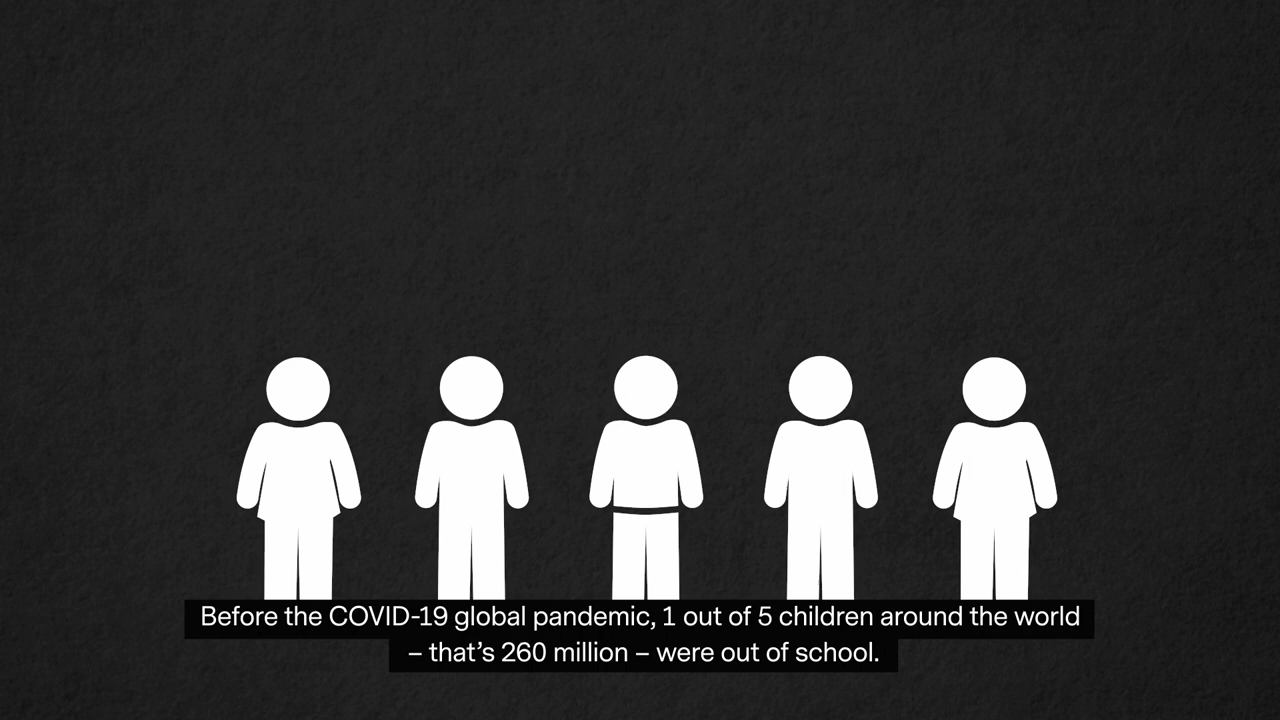 Before the COVID-19 global pandemic, 1 out of 5 children around the world
– that’s 260 million – were out of school.